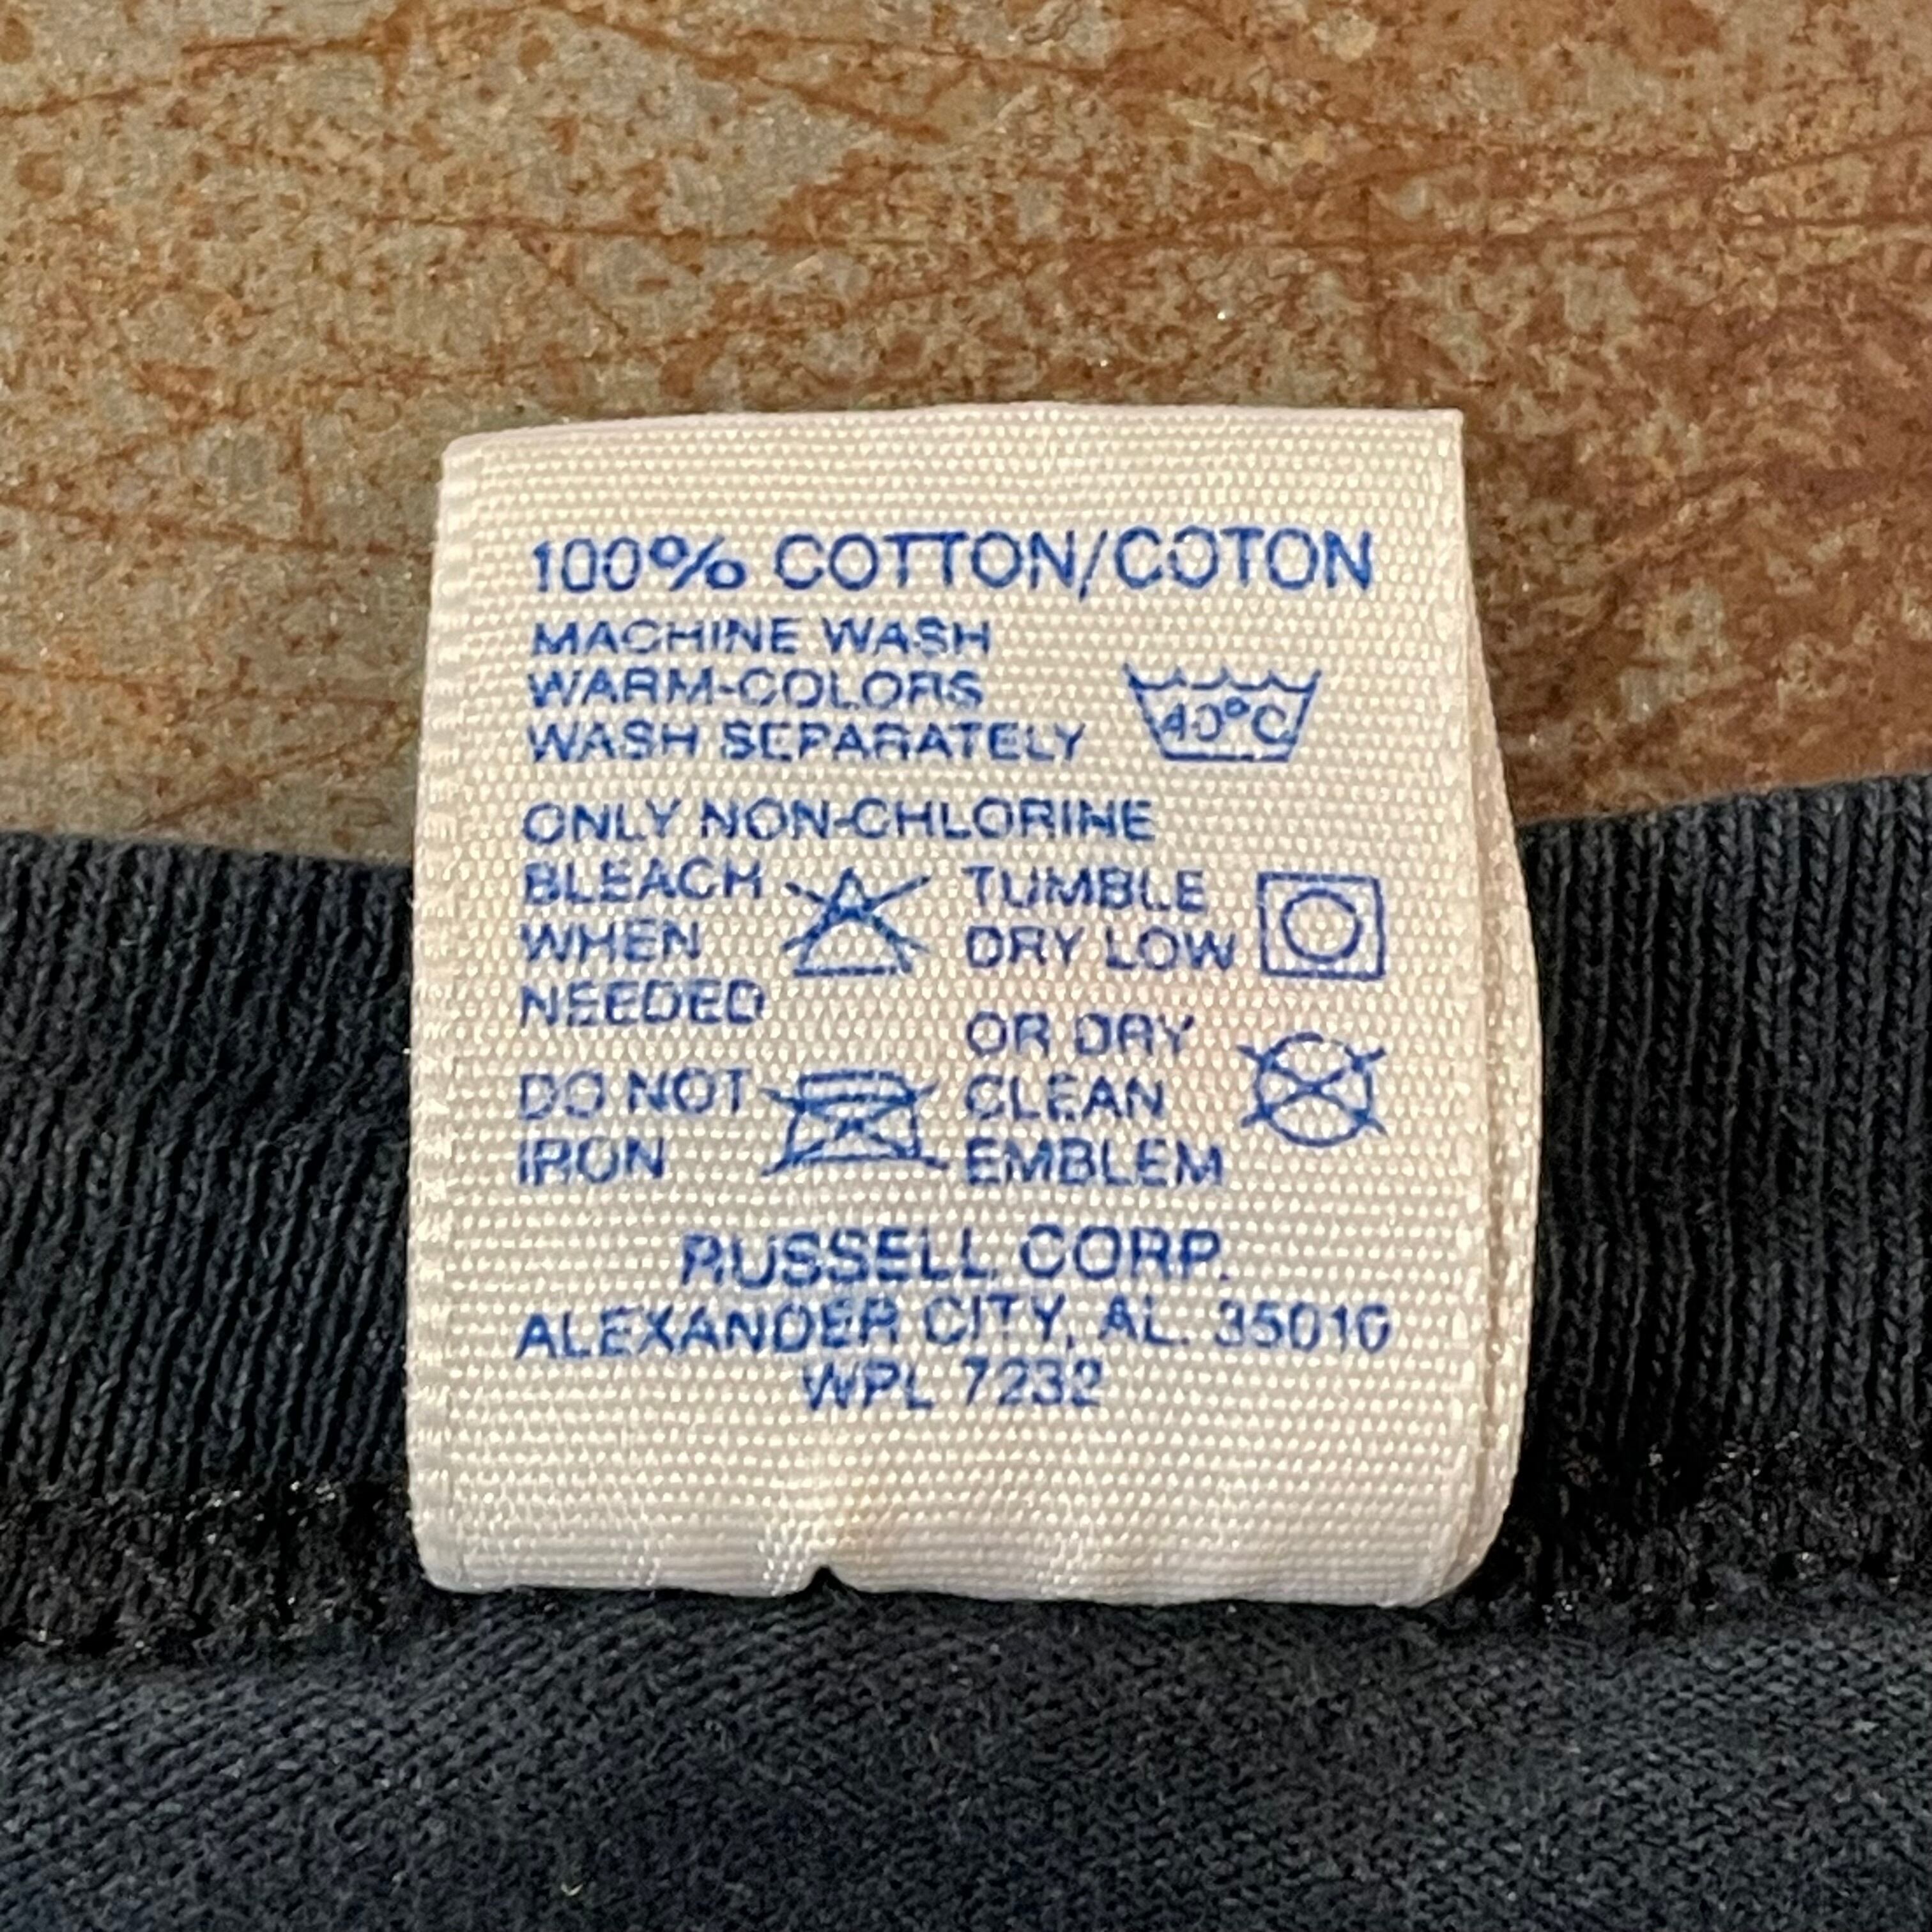 100% COTTON/COTON
MACHINE WASH
WARM-COLORS
WASH SEPARATELY
40°C
ONLY NON-CHLORINE
BLEACH
WHEN
NEEDED
TUMBLE
DRY LOW
DO NOT
IRON
OR DRY
CLEAN
EMBLEM
RUSSELL CORP.
ALEXANDER CITY, AL. 35010
WPL 7232